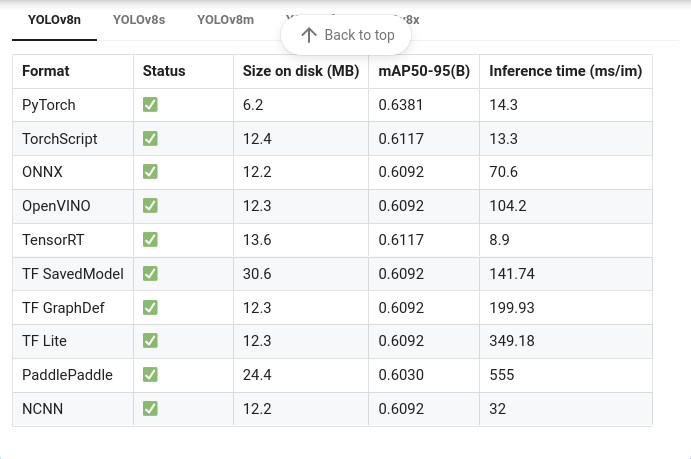 YOLOv8n YOLOv8s YOLOv8m
Back to top
Format Status Size on disk (MB) mAP50-95(B) Inference time (ms/im)
PyTorch ✅ 6.2 0.6381 14.3
TorchScript ✅ 12.4 0.6117 13.3
ONNX ✅ 12.2 0.6092 70.6
OpenVINO ✅ 12.3 0.6092 104.2
TensorRT ✅ 13.6 0.6117 8.9
TF SavedModel ✅ 30.6 0.6092 141.74
TF GraphDef ✅ 12.3 0.6092 199.93
TF Lite ✅ 12.3 0.6092 349.18
PaddlePaddle ✅ 24.4 0.6030 555
NCNN ✅ 12.2 0.6092 32